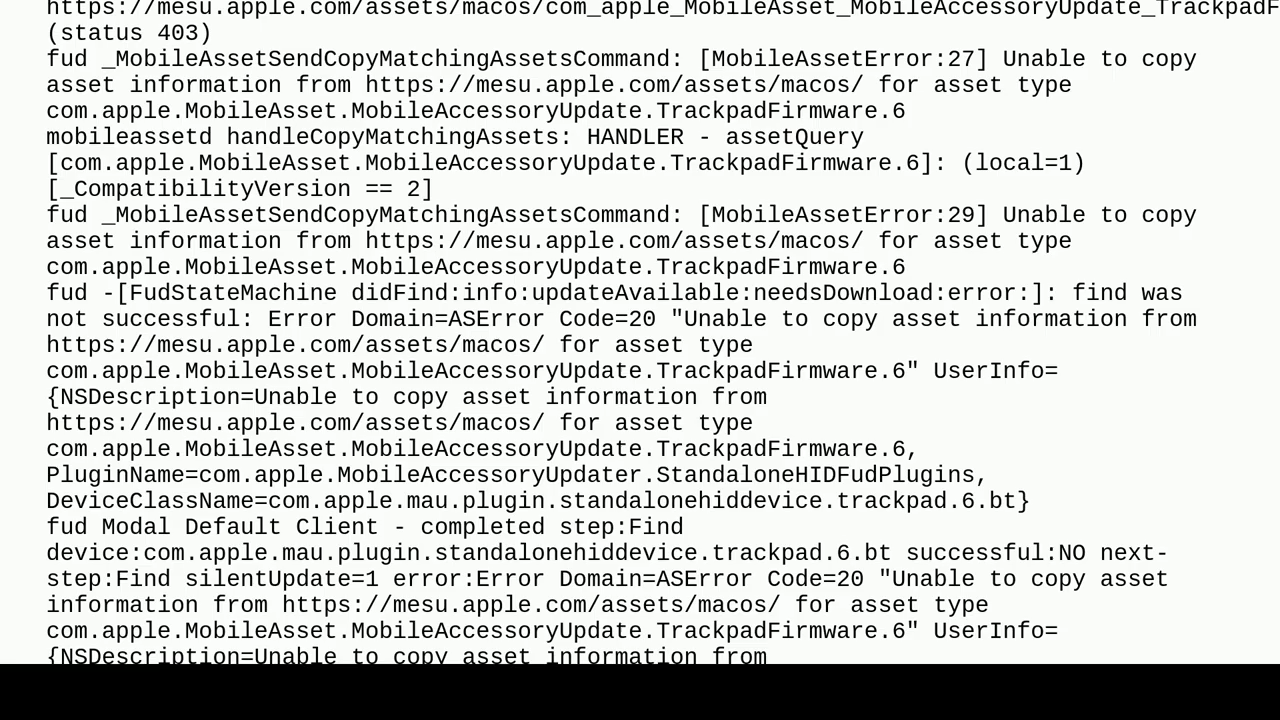 https://mesu.apple.com/assets/macos/com_apple_MobileAsset_MobileAccessoryUpdate_TrackpadF
(status 403)
fud _MobileAssetSendCopyMatchingAssetsCommand: [MobileAssetError:27] Unable to copy
asset information from https://mesu.apple.com/assets/macos/ for asset type
com.apple.MobileAsset.MobileAccessoryUpdate.TrackpadFirmware.6
mobileassetd handleCopyMatchingAssets: HANDLER - assetQuery
[com.apple.MobileAsset.MobileAccessoryUpdate.TrackpadFirmware.6]: (local=1)
[_CompatibilityVersion == 2]
fud _MobileAssetSendCopyMatchingAssetsCommand: [MobileAssetError:29] Unable to copy
asset information from https://mesu.apple.com/assets/macos/ for asset type
com.apple.MobileAsset.MobileAccessoryUpdate.TrackpadFirmware.6
fud -[FudStateMachine didFind:info:updateAvailable:needsDownload:error:]: find was
not successful: Error Domain=ASError Code=20 "Unable to copy asset information from
https://mesu.apple.com/assets/macos/ for asset type
com.apple.MobileAsset.MobileAccessoryUpdate.TrackpadFirmware.6" UserInfo=
{NSDescription=Unable to copy asset information from
https://mesu.apple.com/assets/macos/ for asset type
com.apple.MobileAsset.MobileAccessoryUpdate.TrackpadFirmware.6,
PluginName=com.apple.MobileAccessoryUpdater.StandaloneHIDFudPlugins,
DeviceClassName=com.apple.mau.plugin.standalonehiddevice.trackpad.6.bt}
fud Modal Default Client - completed step:Find
device:com.apple.mau.plugin.standalonehiddevice.trackpad.6.bt successful:NO next-
step:Find silentUpdate=1 error:Error Domain=ASError Code=20 "Unable to copy asset
information from https://mesu.apple.com/assets/macos/ for asset type
com.apple.MobileAsset.MobileAccessoryUpdate.TrackpadFirmware.6" UserInfo=
{NSDescription=Unable to copy asset information from